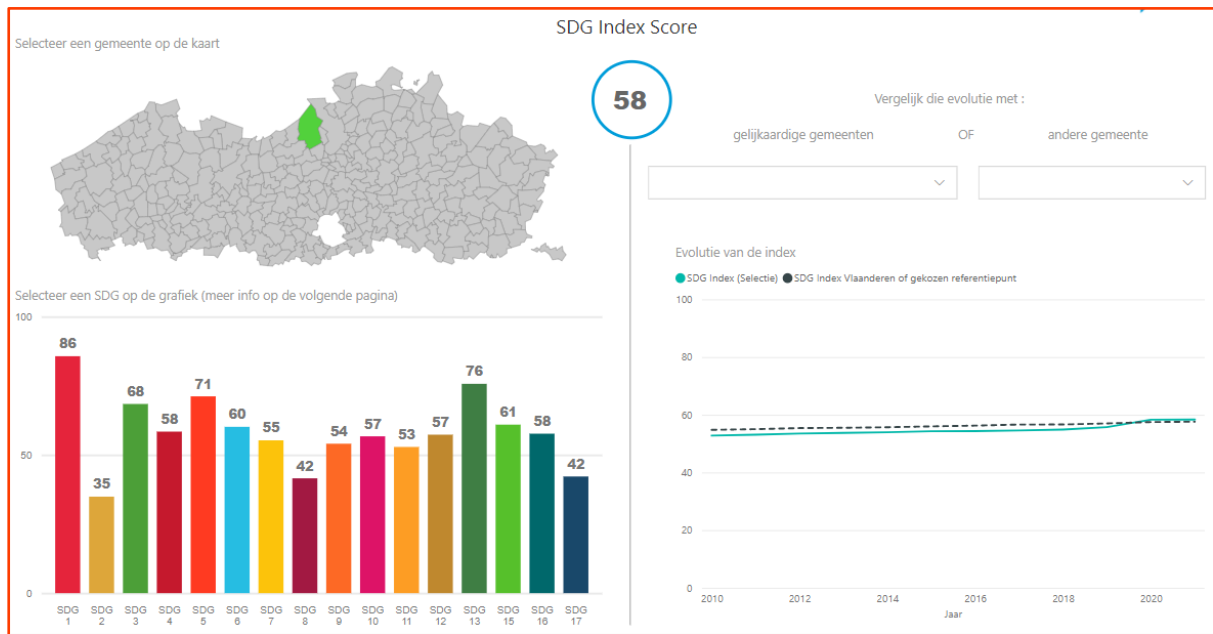 SDG Index Score
Selecteer een gemeente op de kaart
58
Vergelijk die evolutie met :
gelijkaardige gemeenten OF andere gemeente
Selecteer een SDG op de grafiek (meer info op de volgende pagina)
100
50
0
86
35
68
58
71
60
55
42
54
57
53
57
76
61
58
42
SDG 1
SDG 2
SDG 3
SDG 4
SDG 5
SDG 6
SDG 7
SDG 8
SDG 9
SDG 10
SDG 11
SDG 12
SDG 13
SDG 15
SDG 16
SDG 17
Evolutie van de index
SDG Index (Selectie) SDG Index Vlaanderen of gekozen referentiepunt
100
80
60
40
20
0
2010 2012 2014 2016 2018 2020
Jaar